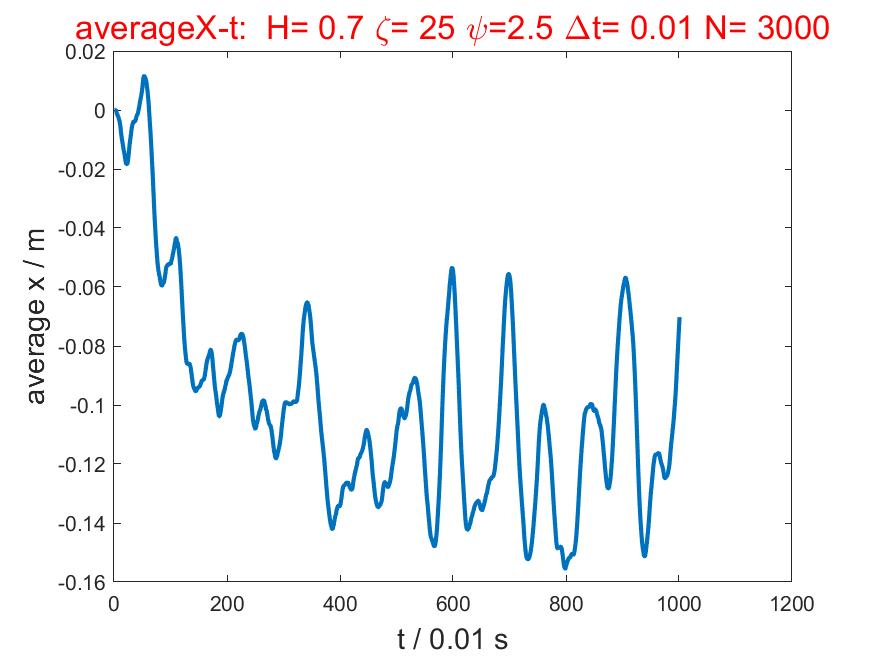 averageX-t: H= 0.7 ζ= 25 ψ=2.5 Δt= 0.01 N= 3000
0.02
0
-0.02
-0.04
-0.06
-0.08
-0.1
-0.12
-0.14
-0.16
average x / m
0 200 400 600 800 1000 1200
t / 0.01 s